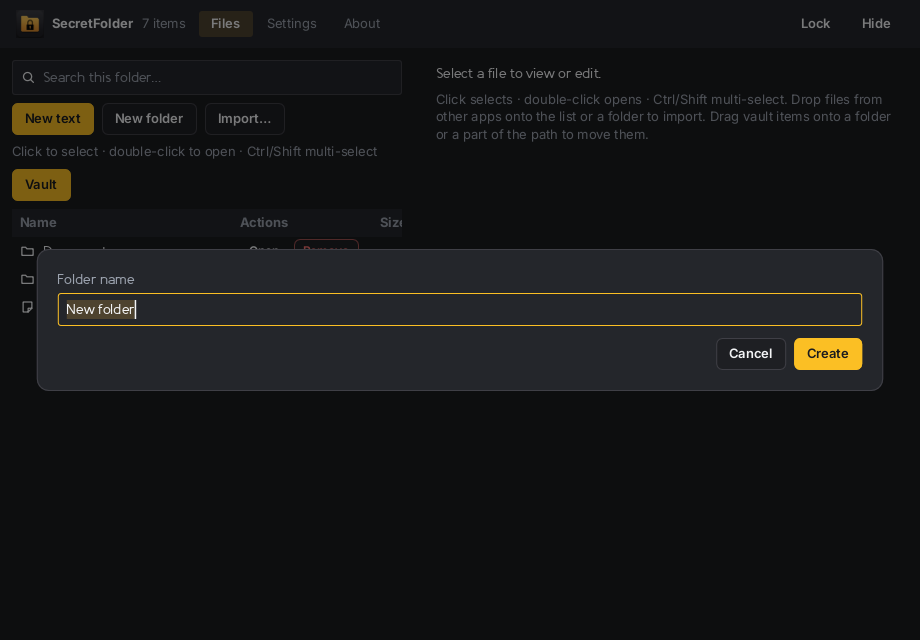 SecretFolder 7 items Files Settings About Lock Hide
Search this folder...
New text New folder Import...
Click to select · double-click to open · Ctrl/Shift multi-select
Vault
Name Actions Size
Select a file to view or edit.
Click selects · double-click opens · Ctrl/Shift multi-select. Drop files from
other apps onto the list or a folder to import. Drag vault items onto a folder
or a part of the path to move them.
Folder name
New folder
Cancel Create